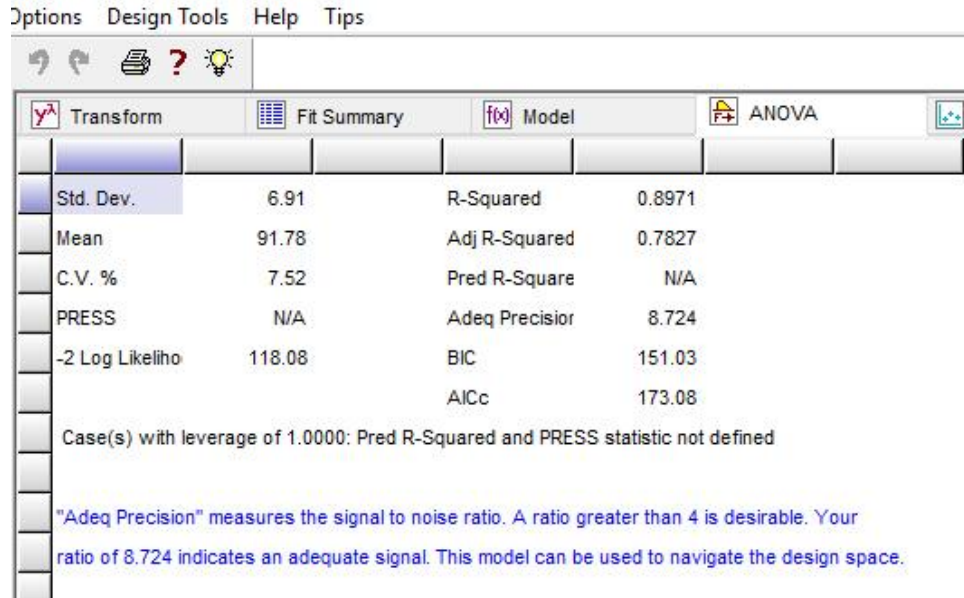 Options Design Tools Help Tips
Transform Fit Summary f(x) Model ANOVA
Std. Dev. 6.91 R-Squared 0.8971
Mean 91.78 Adj R-Squared 0.7827
C.V. % 7.52 Pred R-Square N/A
PRESS N/A Adeq Precisior 8.724
-2 Log Likeliho 118.08 BIC 151.03
AICc 173.08
Case(s) with leverage of 1.0000: Pred R-Squared and PRESS statistic not defined
"Adeq Precision" measures the signal to noise ratio. A ratio greater than 4 is desirable. Your
ratio of 8.724 indicates an adequate signal. This model can be used to navigate the design space.